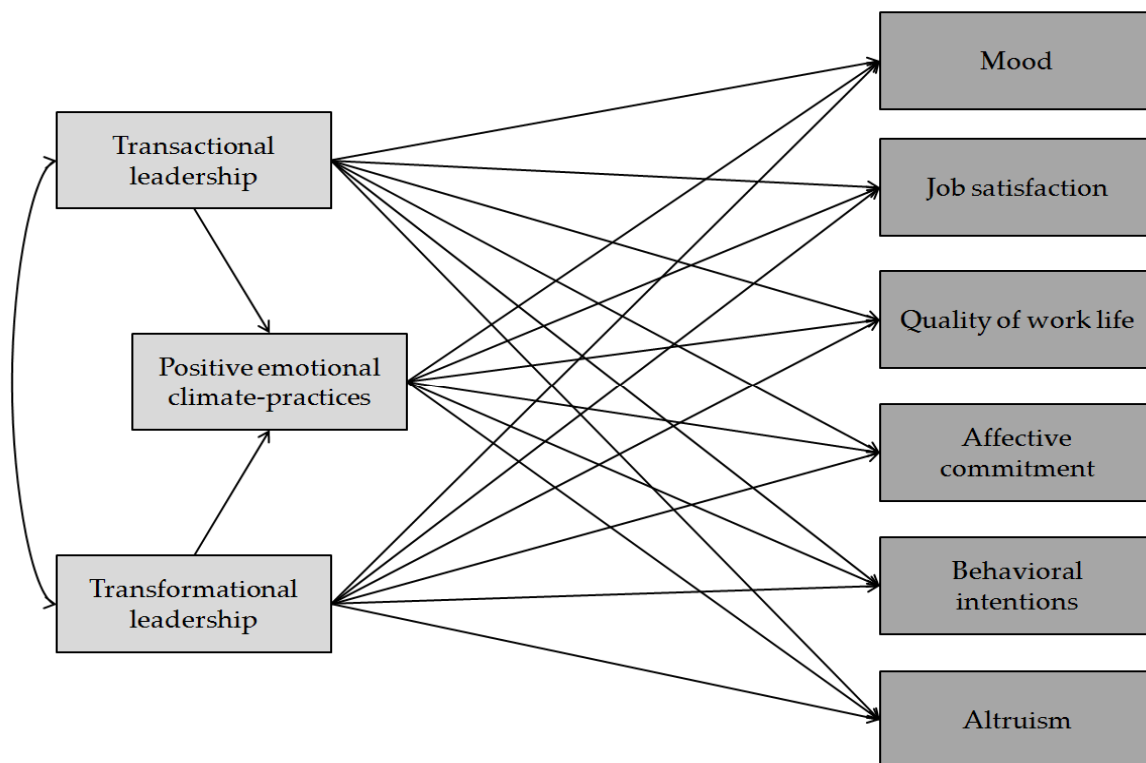 Transactional
leadership
Positive emotional
climate-practices
Transformational
leadership
Mood
Job satisfaction
Quality of work life
Affective
commitment
Behavioral
intentions
Altruism